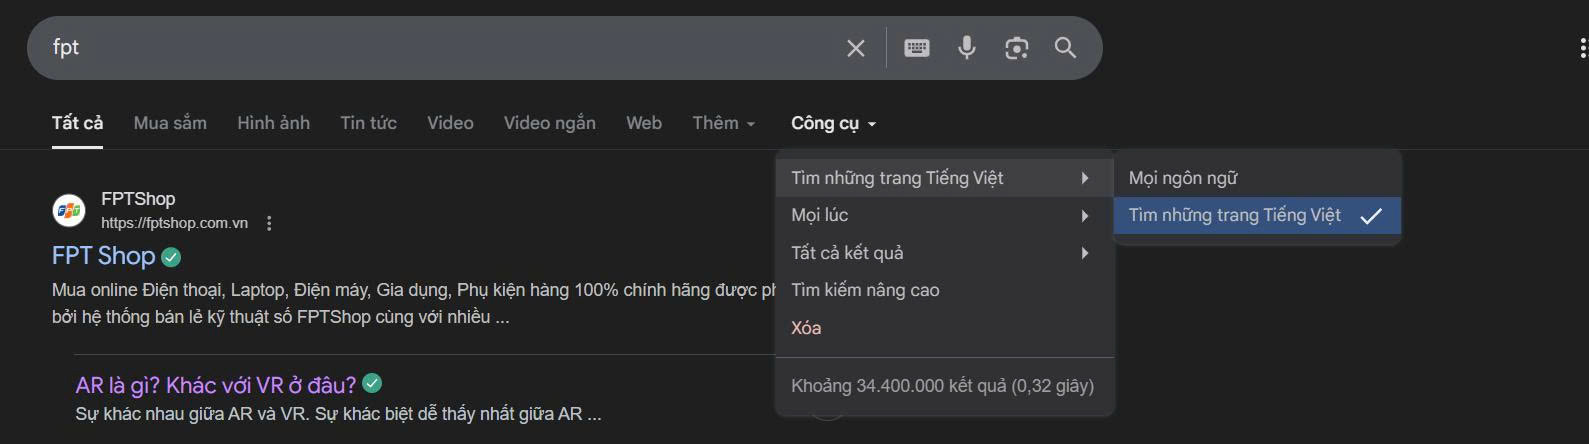 fpt
Tất cả Mua sắm Hình ảnh Tin tức Video Video ngắn Web Thêm Công cụ
Tìm những trang Tiếng Việt
Mọi lúc
Tất cả kết quả
Tìm kiếm nâng cao
Xóa
Khoảng 34.400.000 kết quả (0,32 giây)
Mọi ngôn ngữ
Tìm những trang Tiếng Việt
FPT
FPTShop
https://fptshop.com.vn
FPT Shop
Mua online Điện thoại, Laptop, Điện máy, Gia dụng, Phụ kiện hàng 100% chính hãng được
bởi hệ thống bán lẻ kỹ thuật số FPTShop cùng với nhiều ...
AR là gì? Khác với VR ở đâu?
Sự khác nhau giữa AR và VR. Sự khác biệt dễ thấy nhất giữa AR ...